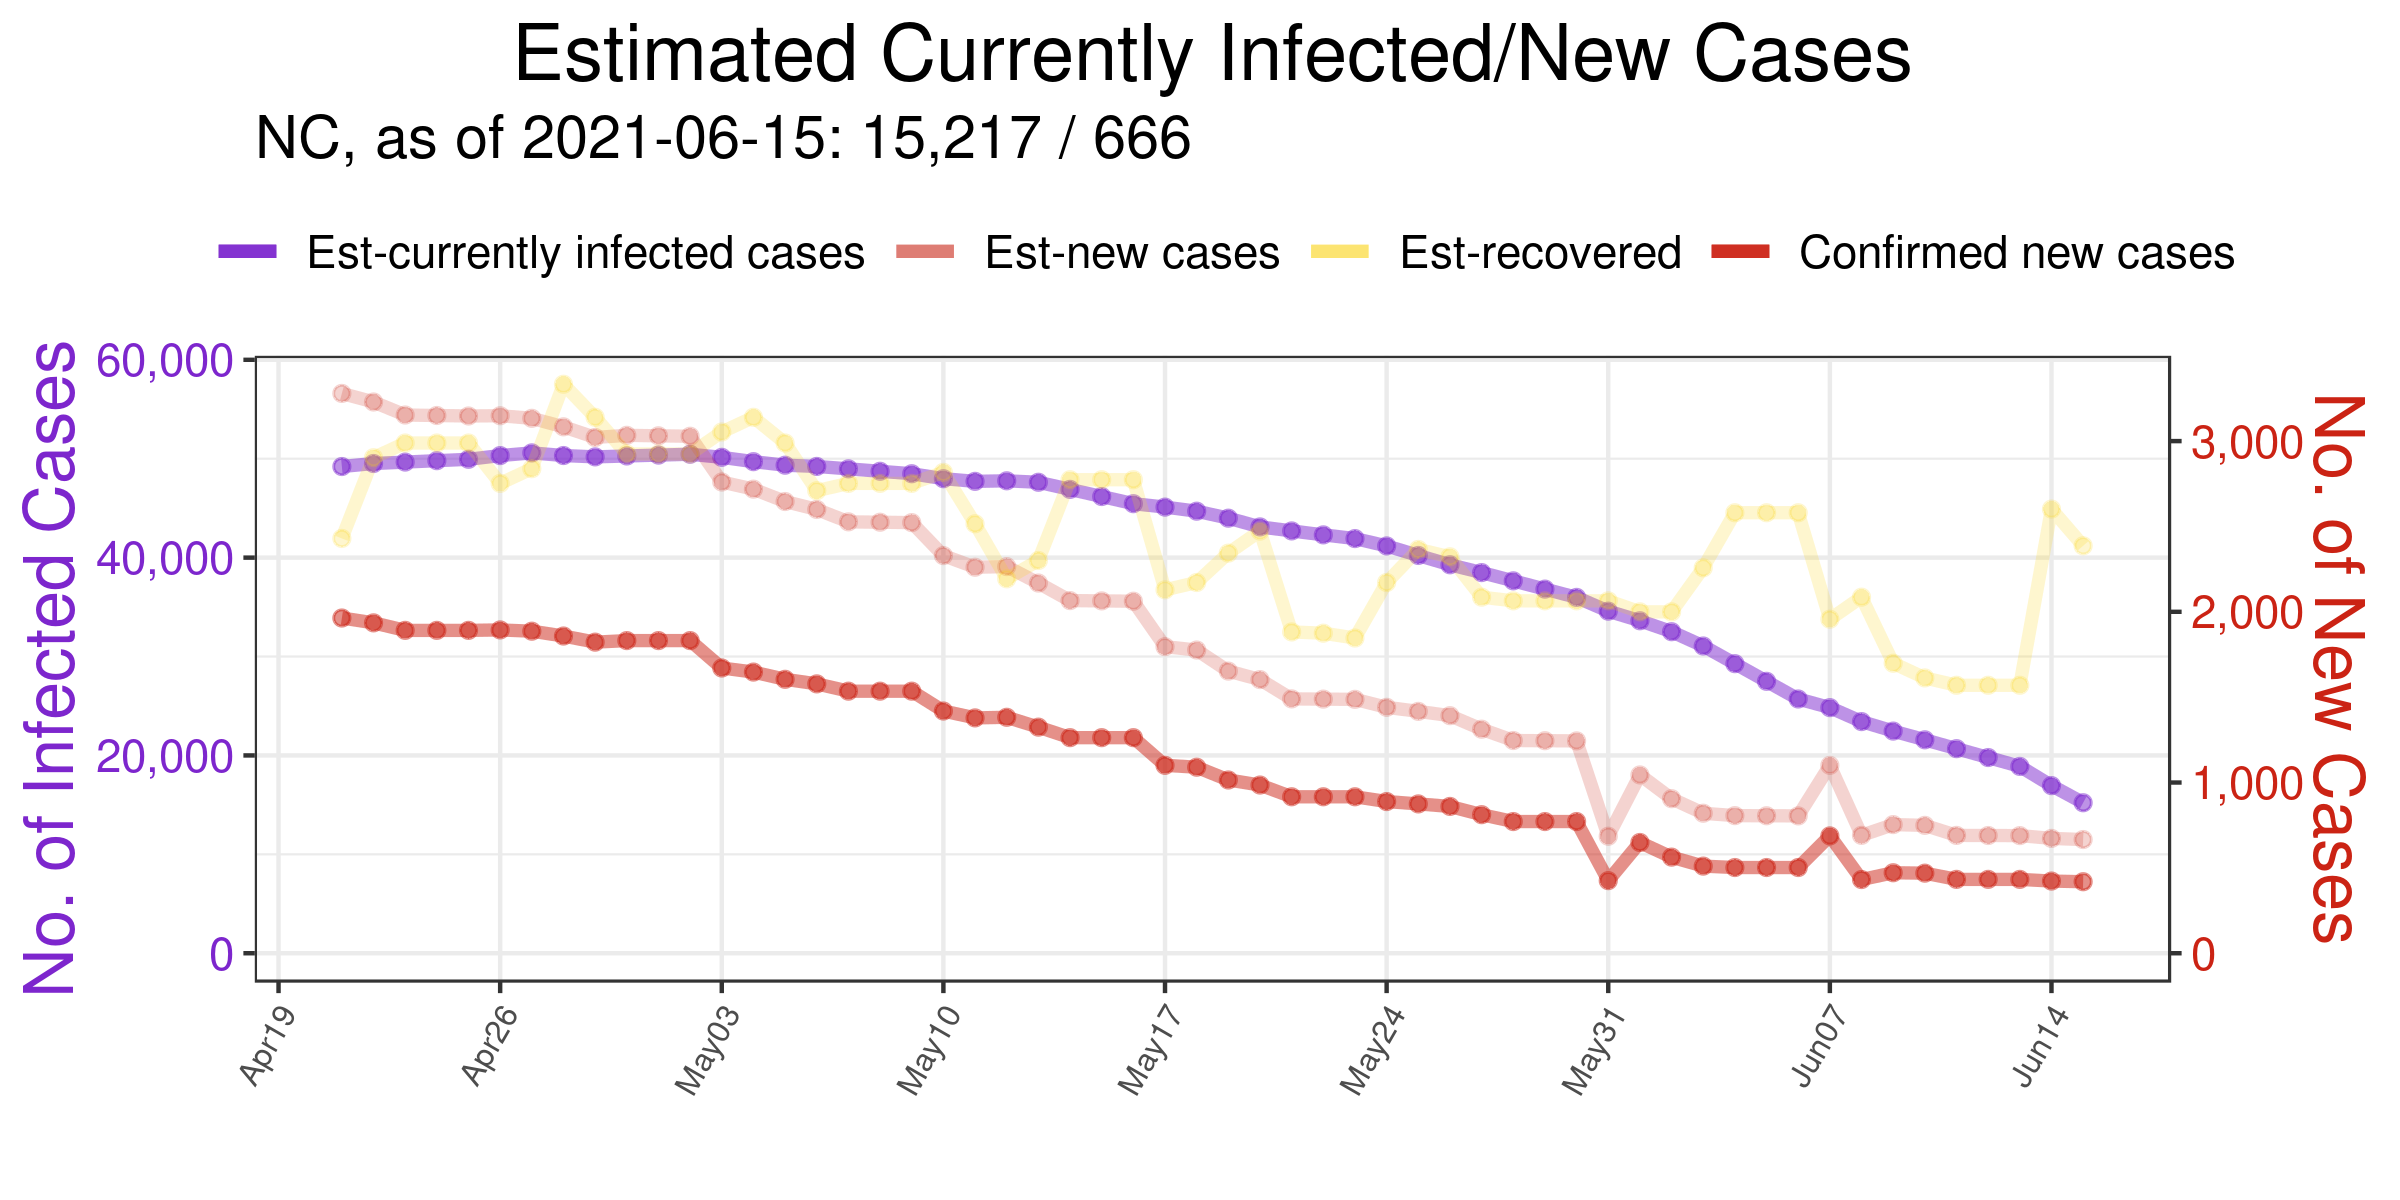 Estimated Currently Infected/New Cases
NC, as of 2021-06-15: 15,217 / 666
Est-currently infected cases Est-new cases Est-recovered Confirmed new cases
No. of Infected Cases
60,000
40,000
20,000
0
3,000
2,000
1,000
0
No. of New Cases
Apr19 Apr26 May03 May10 May17 May24 May31 Jun07 Jun14